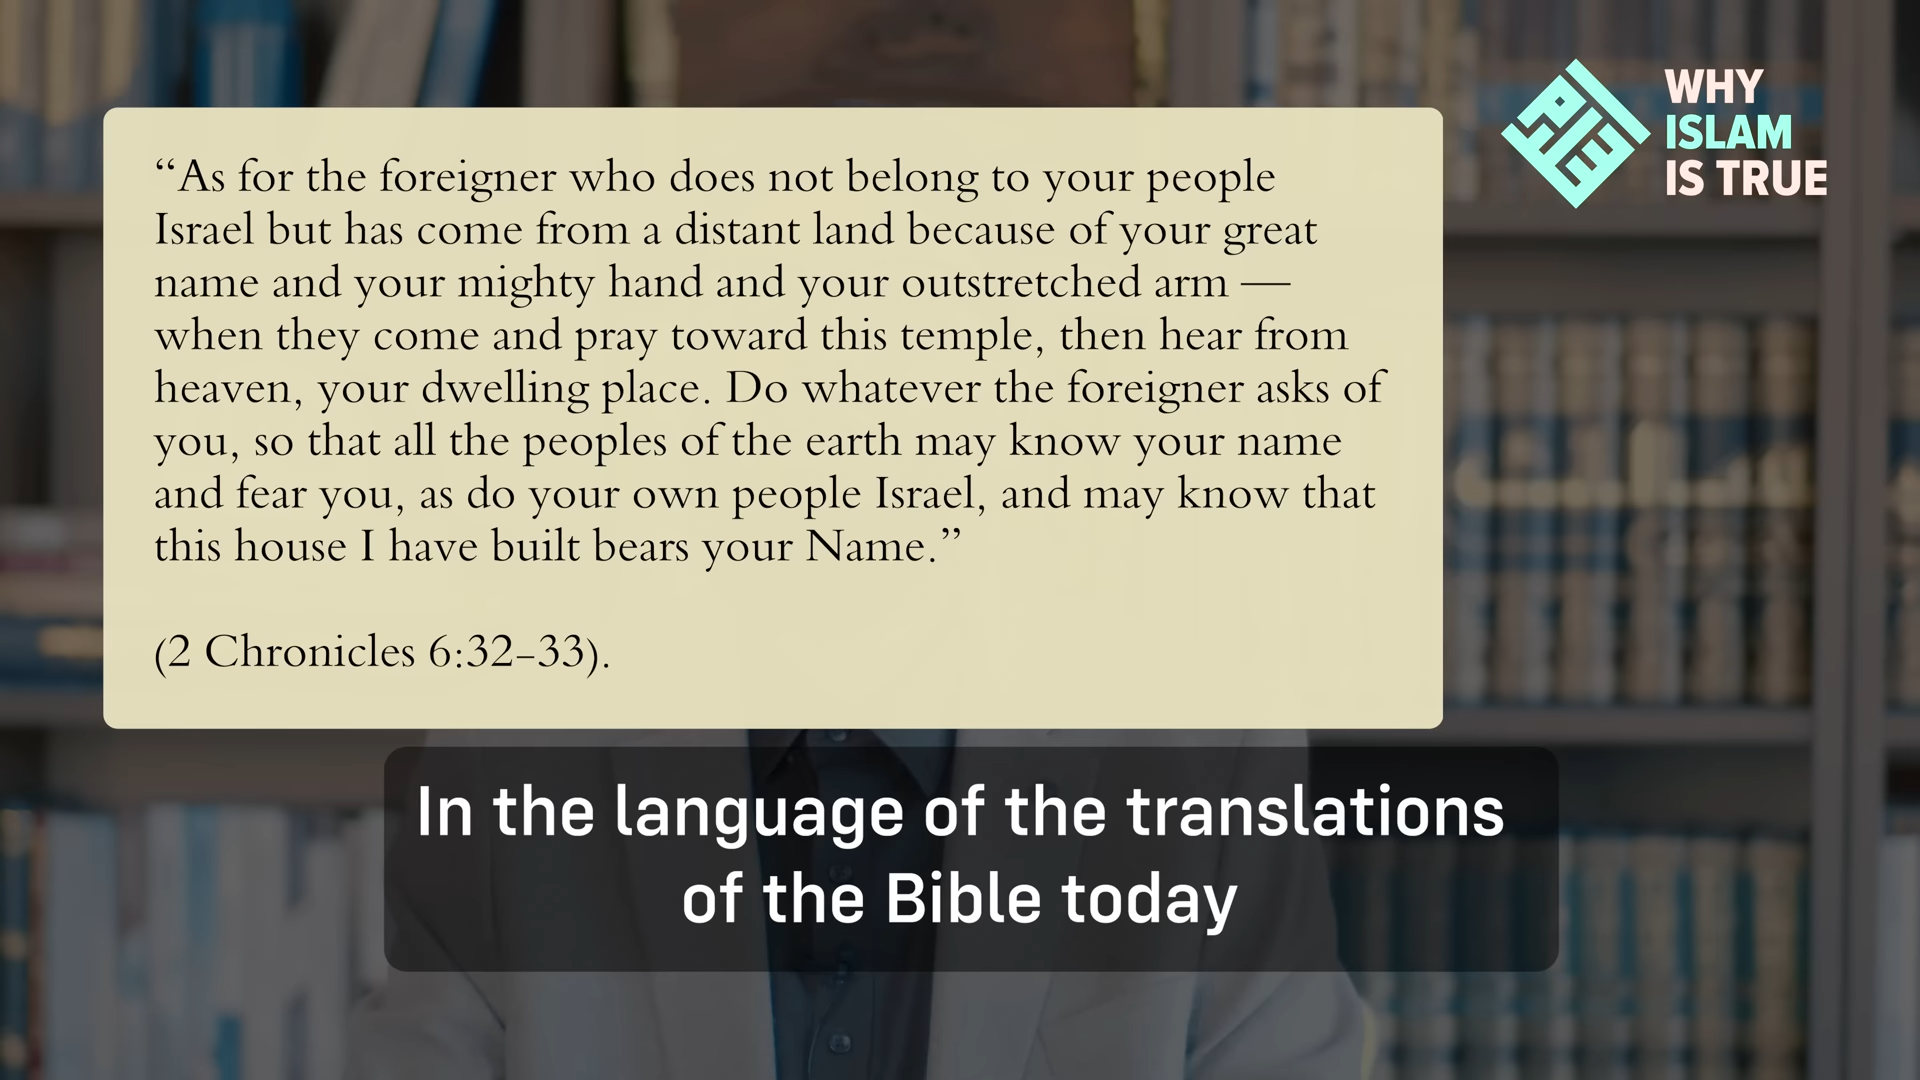 WHY
ISLAM
IS TRUE
“As for the foreigner who does not belong to your people
Israel but has come from a distant land because of your great
name and your mighty hand and your outstretched arm —
when they come and pray toward this temple, then hear from
heaven, your dwelling place. Do whatever the foreigner asks of
you, so that all the peoples of the earth may know your name
and fear you, as do your own people Israel, and may know that
this house I have built bears your Name.”
(2 Chronicles 6:32–33).
In the language of the translations
of the Bible today